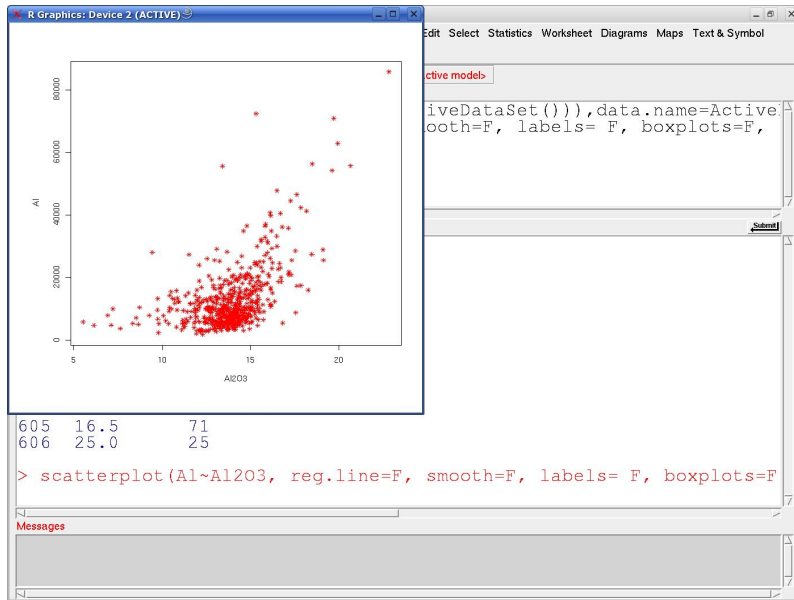 R Graphics: Device 2 (ACTIVE)
Edit Select Statistics Worksheet Diagrams Maps Text & Symbol
ctive model>
iveDataSet())),data.name=Active
ooth=F, labels= F, boxplots=F,
Submit
80000
60000
40000
20000
0
Al
5 10 15 20
Al2O3
605 16.5 71
606 25.0 25
> scatterplot(Al~Al2O3, reg.line=F, smooth=F, labels= F, boxplots=F
Messages